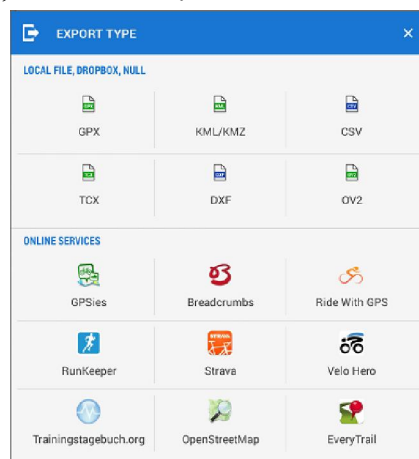 EXPORT TYPE ×
LOCAL FILE, DROPBOX, NULL
GPX KML/KMZ CSV
TCX DXF OV2
ONLINE SERVICES
GPSies Breadcrumbs Ride With GPS
RunKeeper Strava Velo Hero
Trainingstagebuch.org OpenStreetMap EveryTrail